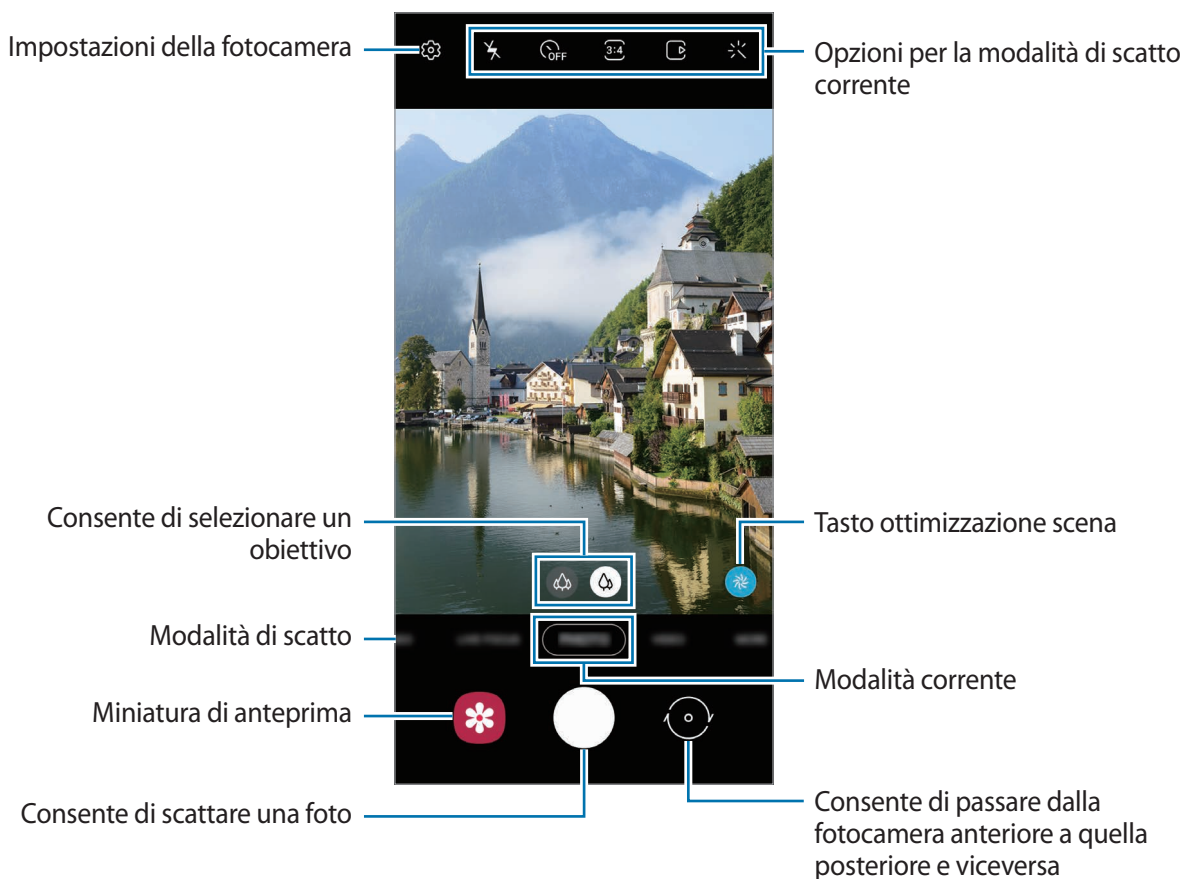 Impostazioni della fotocamera
OFF
3:4
Opzioni per la modalità di scatto
corrente
Consente di selezionare un
obiettivo
Tasto ottimizzazione scena
Modalità di scatto
Modalità corrente
Miniatura di anteprima
Consente di scattare una foto
Consente di passare dalla
fotocamera anteriore a quella
posteriore e viceversa